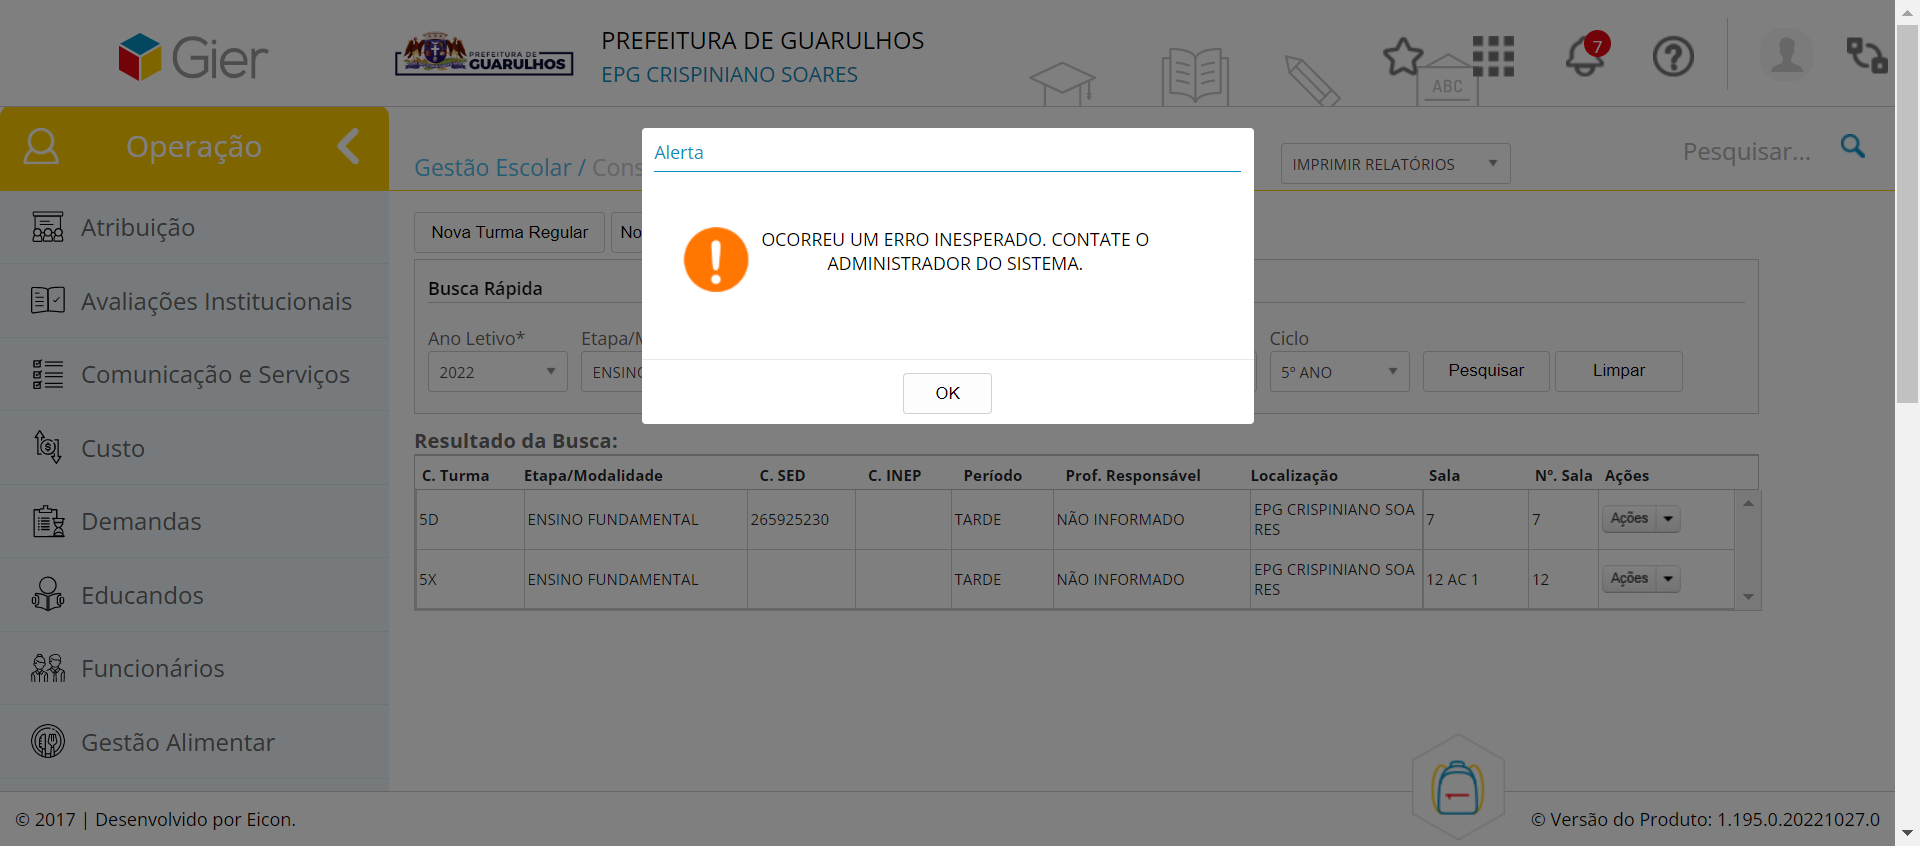 Gier
PREFEITURA DE
GUARULHOS
PREFEITURA DE GUARULHOS
EPG CRISPINIANO SOARES
ABC
7
Operação
Gestão Escolar / Cons
IMPRIMIR RELATÓRIOS
Pesquisar...
Alerta
OCORREU UM ERRO INESPERADO. CONTATE O
ADMINISTRADOR DO SISTEMA.
OK
Atribuição
Avaliações Institucionais
Comunicação e Serviços
Custo
Demandas
Educandos
Funcionários
Gestão Alimentar
Nova Turma Regular
No
Busca Rápida
Ano Letivo* Etapa/M Ciclo
2022 ENSINO 5º ANO Pesquisar Limpar
Resultado da Busca:
C. Turma Etapa/Modalidade C. SED C. INEP Período Prof. Responsável Localização Sala Nº. Sala Ações
5D ENSINO FUNDAMENTAL 265925230 TARDE NÃO INFORMADO EPG CRISPINIANO SOA 7 7 Ações
RES
5X ENSINO FUNDAMENTAL TARDE NÃO INFORMADO EPG CRISPINIANO SOA 12 AC 1 12 Ações
RES
© 2017 | Desenvolvido por Eicon.
© Versão do Produto: 1.195.0.20221027.0